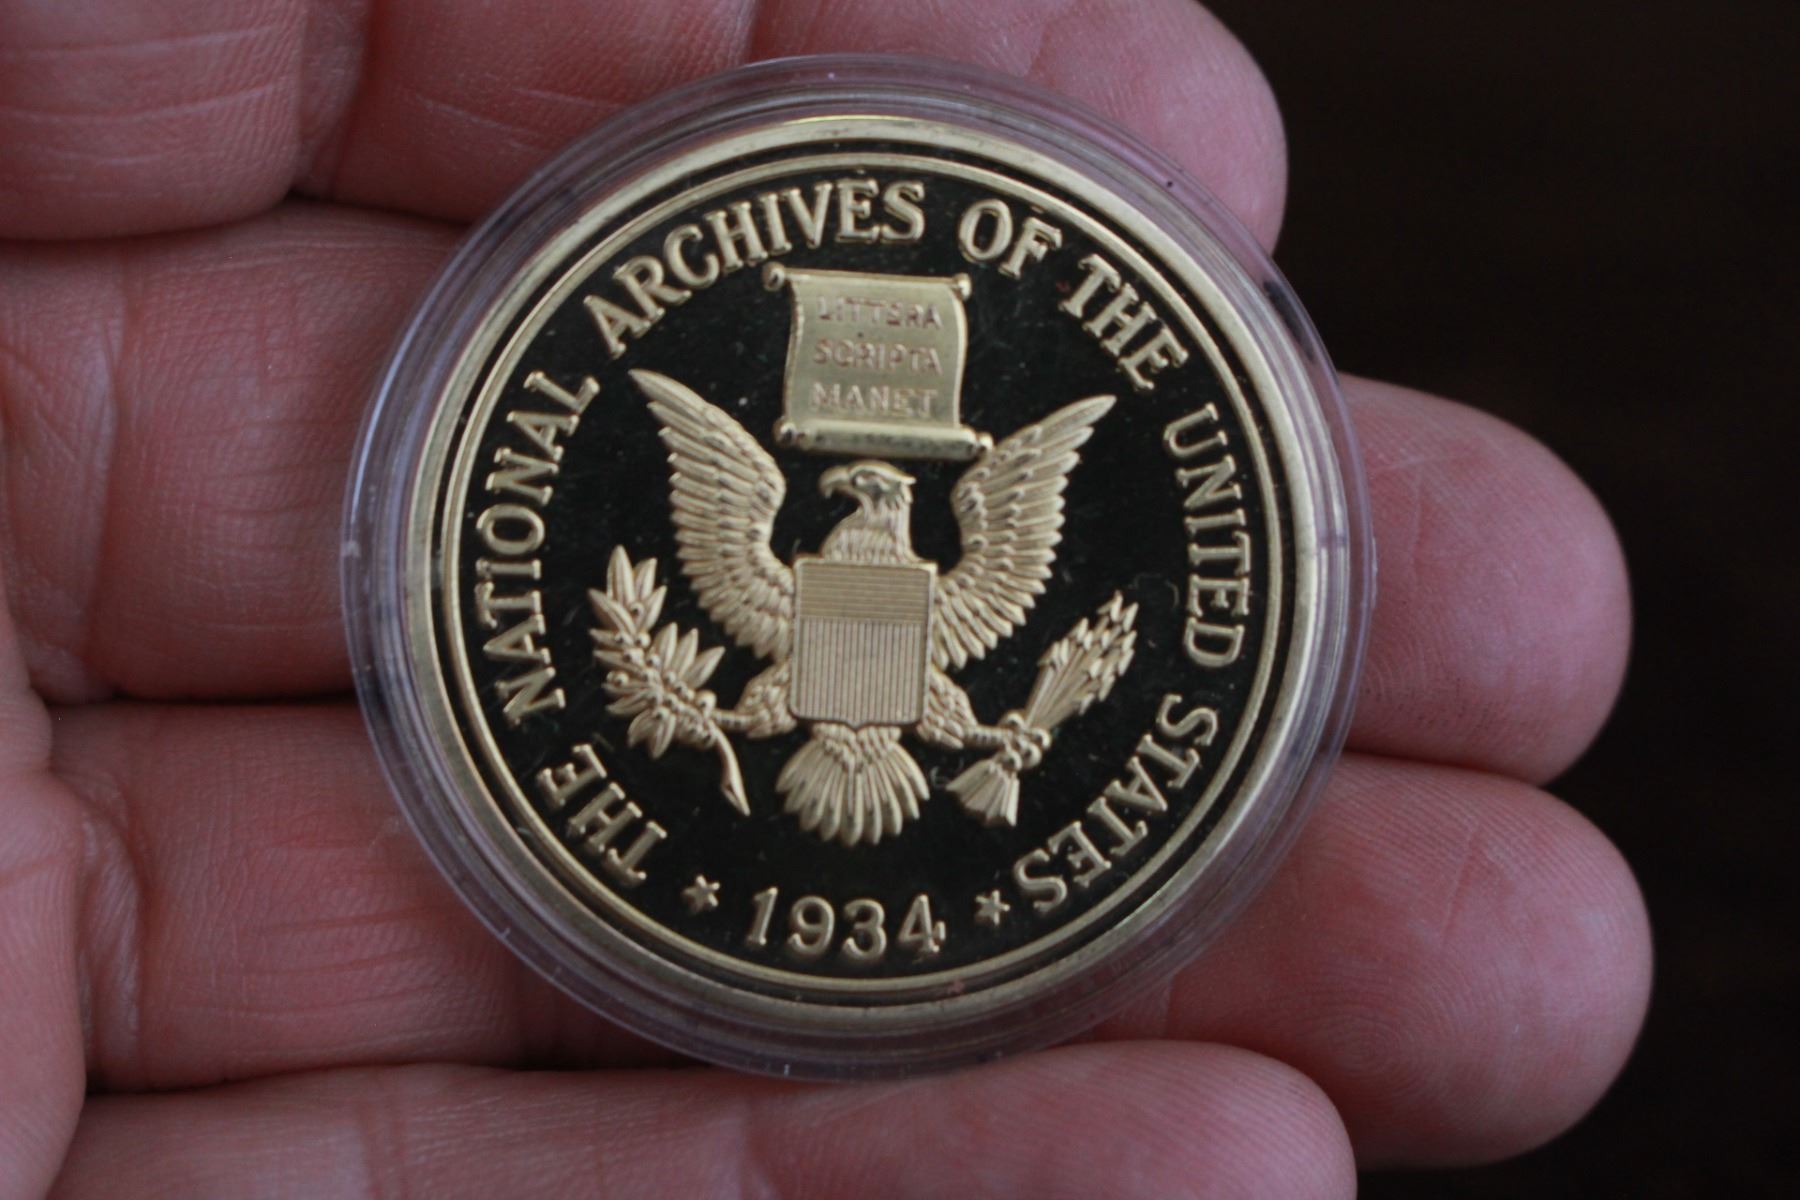 THE NATIONAL ARCHIVES OF THE UNITED STATES
LITTERA
SCRIPTA
MANET
★ 1934 ★